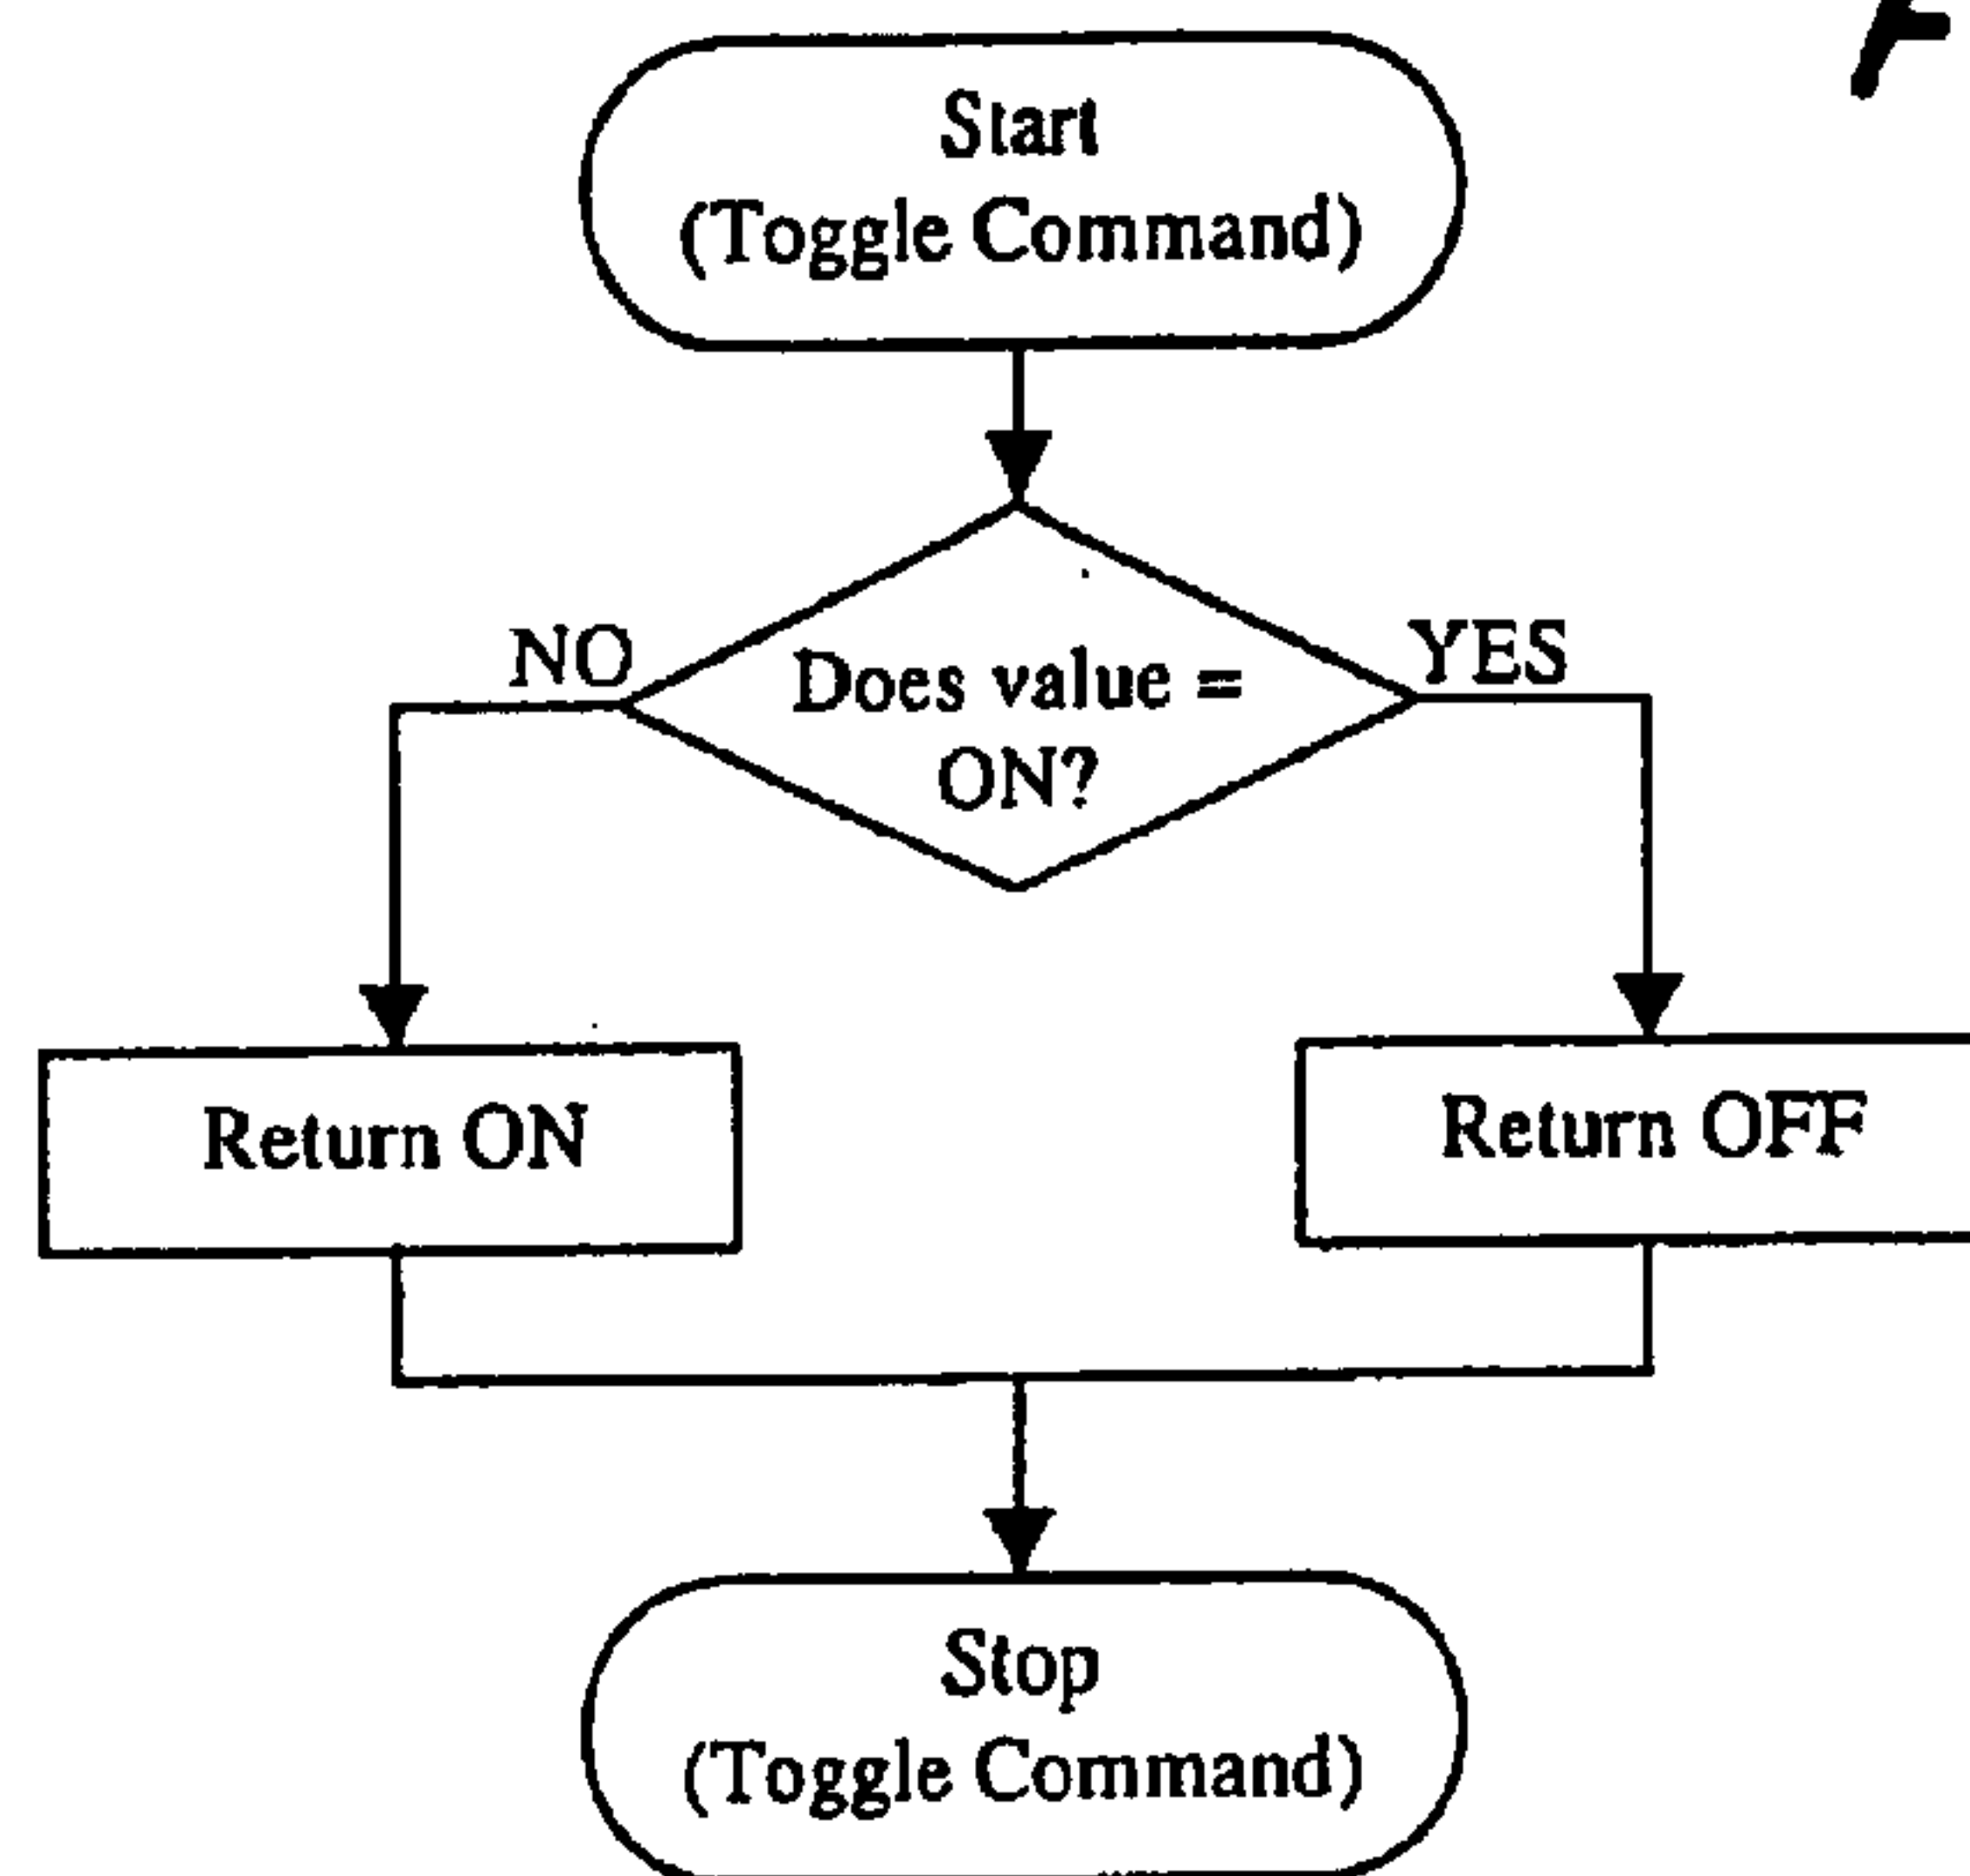 Start
(Toggle Command)
NO
YES
Does value =
ON?
Return ON
Return OFF
Stop
(Toggle Command)